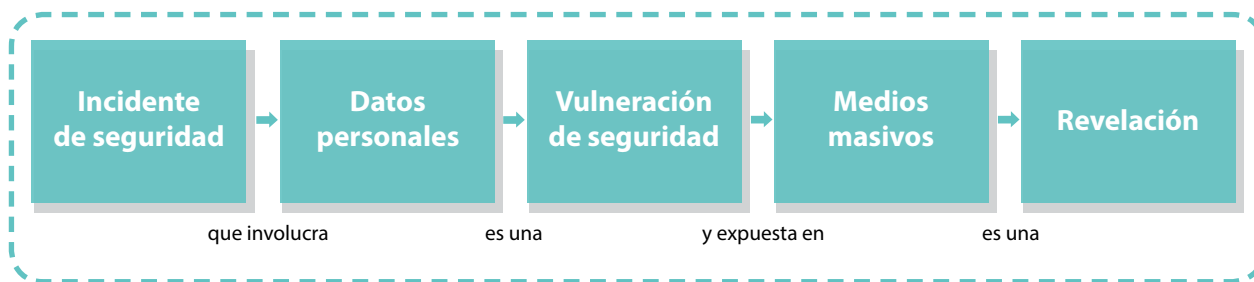 Incidente
de seguridad
Datos
personales
Vulneración
de seguridad
Medios
masivos
Revelación
que involucra
es una
y expuesta en
es una